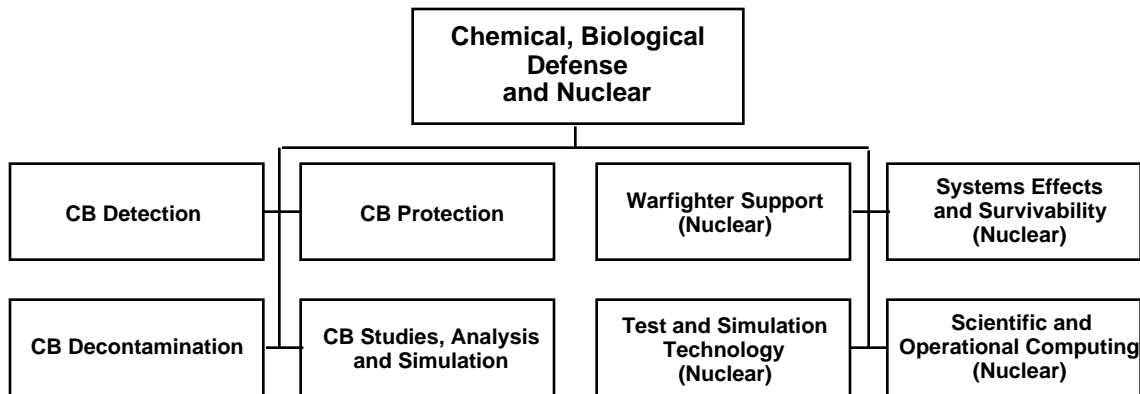 Chemical, Biological
Defense
and Nuclear
CB Detection
CB Protection
Warfighter Support
(Nuclear)
Systems Effects
and Survivability
(Nuclear)
CB Decontamination
CB Studies, Analysis
and Simulation
Test and Simulation
Technology
(Nuclear)
Scientific and
Operational Computing
(Nuclear)